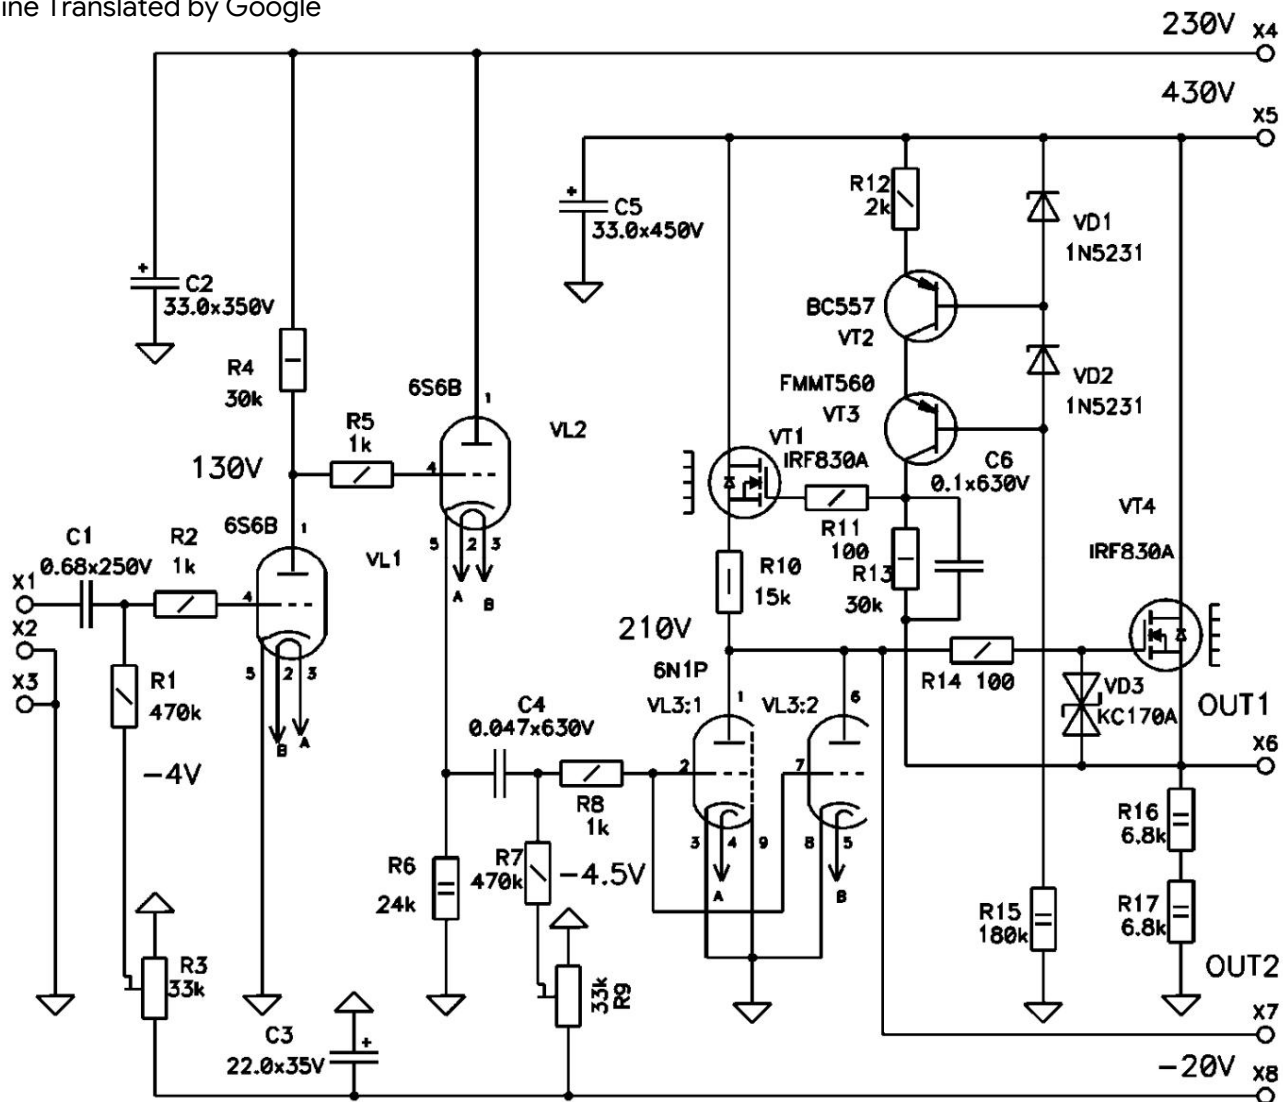 ine Translated by Google
230V X4
430V X5
R12
2k
VD1
1N5231
C5
33.0x450V
C2
33.0x350V
BC557
VT2
R4
30k
6S6B
1
VL2
FMMT560
VT3
VD2
1N5231
R5
1k
130V
4
VT1
IRF830A
C6
0.1x630V
VT4
IRF830A
6S6B
1
C1
0.68x250V
R2
1k
VL1
5
2
3
A
B
R11
100
R10
15k
R13
30k
X1
X2
X3
4
210V
6N1P
R14 100
VD3
KC170A
OUT1
5
2
3
B
A
R1
470k
C4
0.047x630V
VL3:1
1
VL3:2
6
X6
-4V
2
7
R8
1k
R16
6.8k
3
4
9
8
5
A
B
R6
24k
R7
470k
-4.5V
R15
180k
R17
6.8k
R3
33k
33k
R9
OUT2
X7
C3
22.0x35V
-20V X8